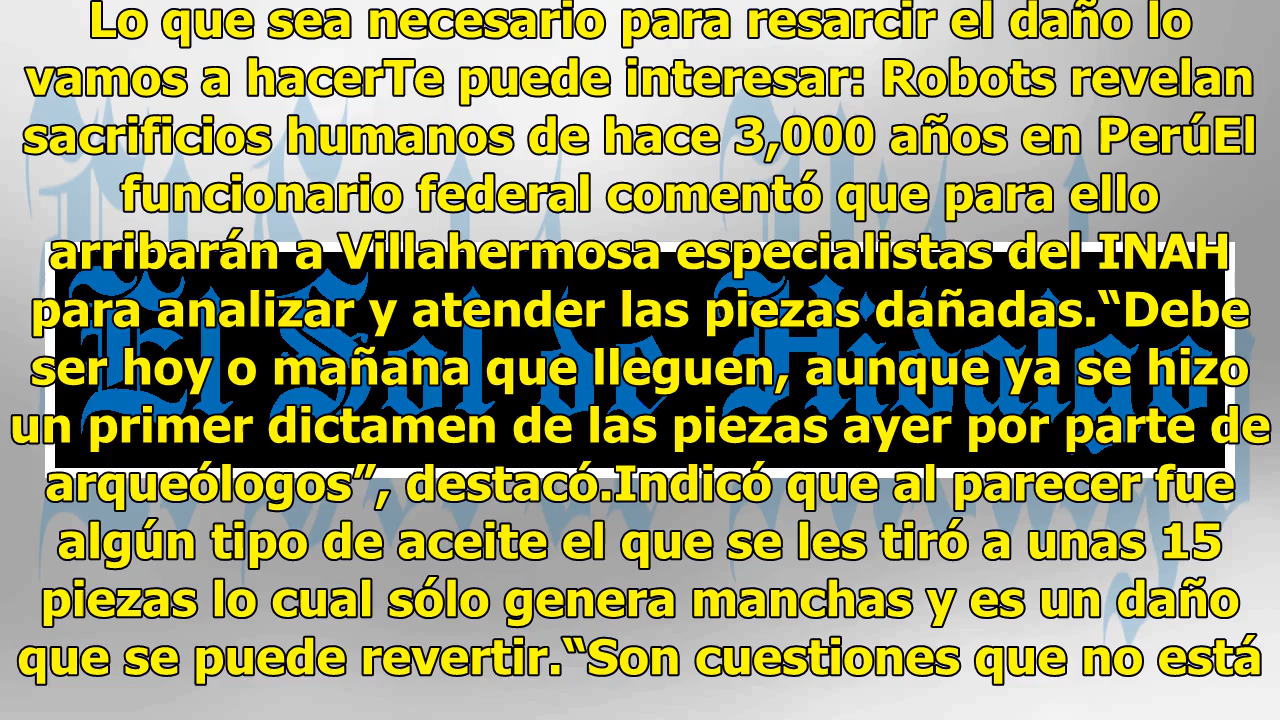 Lo que sea necesario para resarcir el daño lo
vamos a hacerTe puede interesar: Robots revelan
sacrificios humanos de hace 3,000 años en PerúEl
funcionario federal comentó que para ello
arribarán a Villahermosa especialistas del INAH
para analizar y atender las piezas dañadas.“Debe
ser hoy o mañana que lleguen, aunque ya se hizo
un primer dictamen de las piezas ayer por parte de
arqueólogos”, destacó.Indicó que al parecer fue
algún tipo de aceite el que se les tiró a unas 15
piezas lo cual sólo genera manchas y es un daño
que se puede revertir.“Son cuestiones que no está
El Sol de Hidalgo